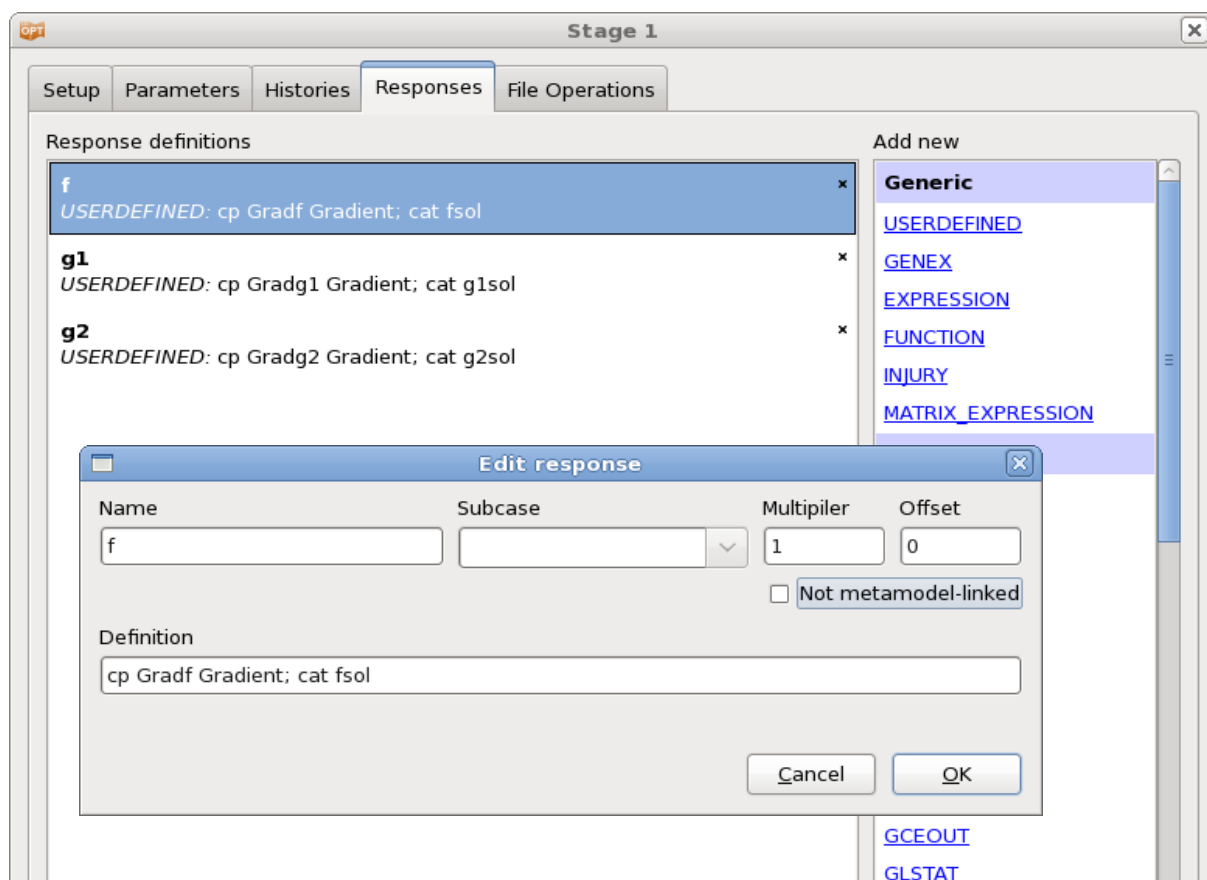 OPT
Stage 1
Setup Parameters Histories Responses File Operations
Response definitions
f
USERDEFINED: cp Gradf Gradient; cat fsol
g1
USERDEFINED: cp Gradg1 Gradient; cat g1sol
g2
USERDEFINED: cp Gradg2 Gradient; cat g2sol
Add new
Generic
USERDEFINED
GENEX
EXPRESSION
FUNCTION
INJURY
MATRIX_EXPRESSION
Edit response
Name Subcase Multipiler Offset
f 1 0
Not metamodel-linked
Definition
cp Gradf Gradient; cat fsol
Cancel OK
GCEOUT
GLSTAT